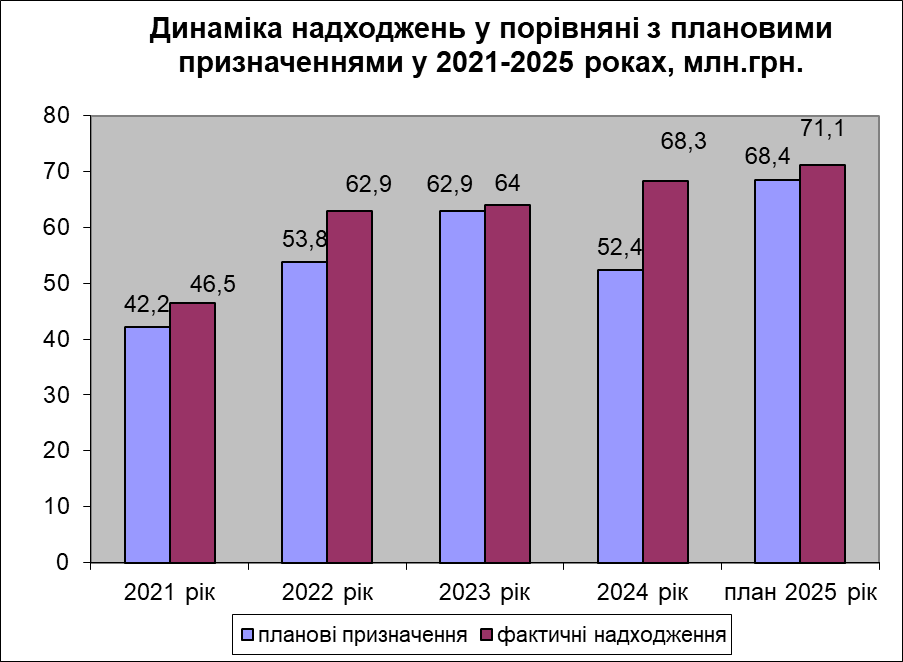 Динаміка надходжень у порівняні з плановими
призначеннями у 2021-2025 роках, млн.грн.
80
70
60
50
40
30
20
10
0
42,2
46,5
53,8
62,9
62,9
64
52,4
68,3
68,4
71,1
2021 рік
2022 рік
2023 рік
2024 рік
план 2025 рік
планові призначення
фактичні надходження